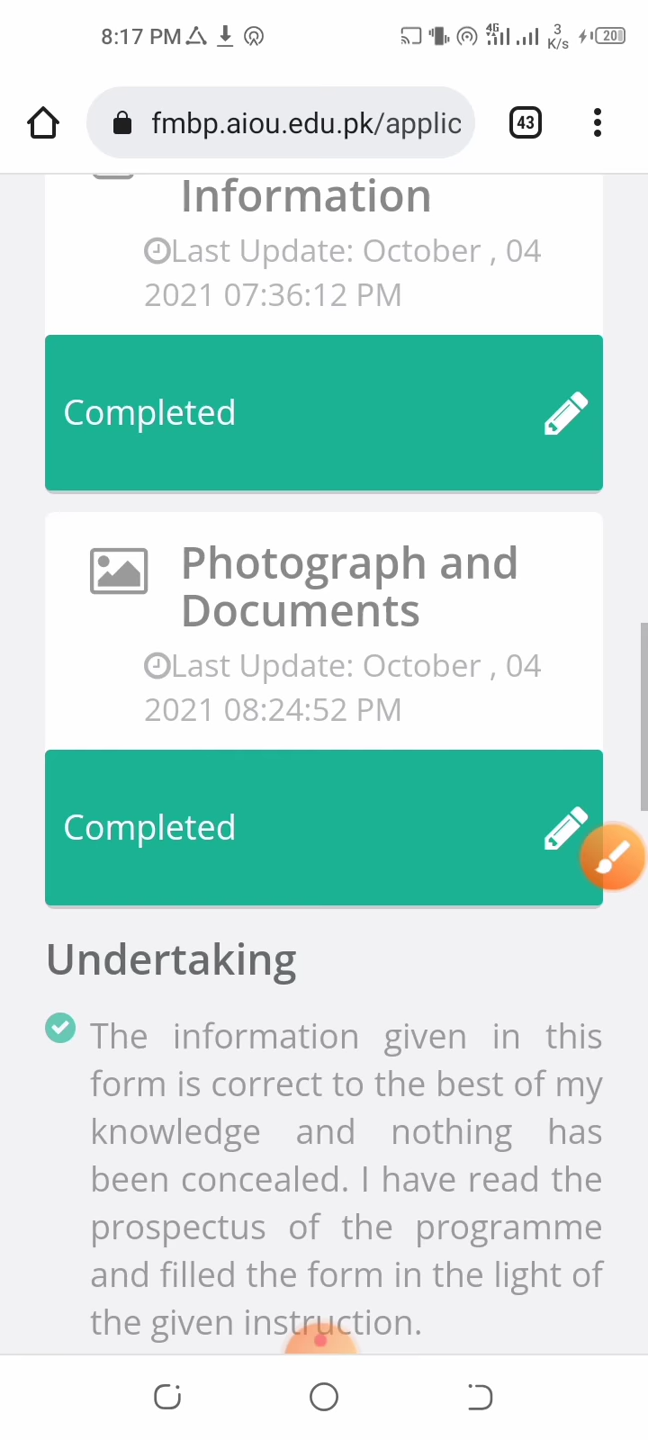 8:17 PM
4G
3
K/s
20
fmbp.aiou.edu.pk/applic
43
Information
Last Update: October , 04
2021 07:36:12 PM
Completed
Photograph and
Documents
Last Update: October , 04
2021 08:24:52 PM
Completed
Undertaking
The information given in this
form is correct to the best of my
knowledge and nothing has
been concealed. I have read the
prospectus of the programme
and filled the form in the light of
the given instruction.